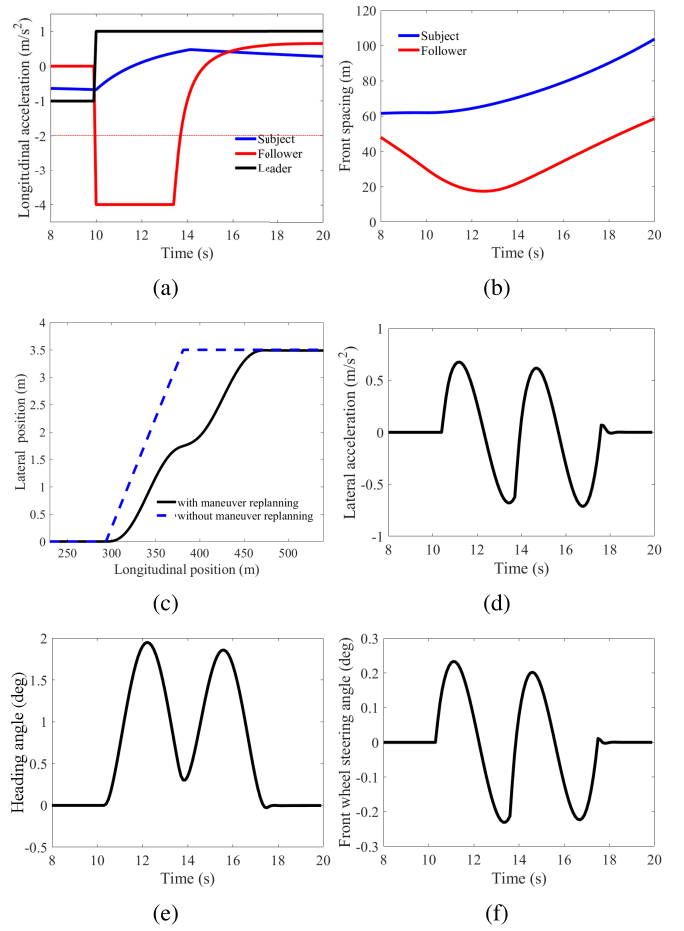 Longitudinal acceleration (m/s²)
1
0
-1
-2
-3
-4
Subject
Follower
Leader
8 10 12 14 16 18 20
Time (s)
(a)
Front spacing (m)
120
100
80
60
40
20
0
Subject
Follower
8 10 12 14 16 18 20
Time (s)
(b)
Lateral position (m)
4
3.5
3
2.5
2
1.5
1
0.5
0
with maneuver replanning
without maneuver replanning
250 300 350 400 450 500
Longitudinal position (m)
(c)
Lateral acceleration (m/s²)
1
0.5
0
-0.5
-1
8 10 12 14 16 18 20
Time (s)
(d)
Heading angle (deg)
2
1.5
1
0.5
0
-0.5
8 10 12 14 16 18 20
Time (s)
(e)
Front wheel steering angle (deg)
0.3
0.2
0.1
0
-0.1
-0.2
-0.3
8 10 12 14 16 18 20
Time (s)
(f)